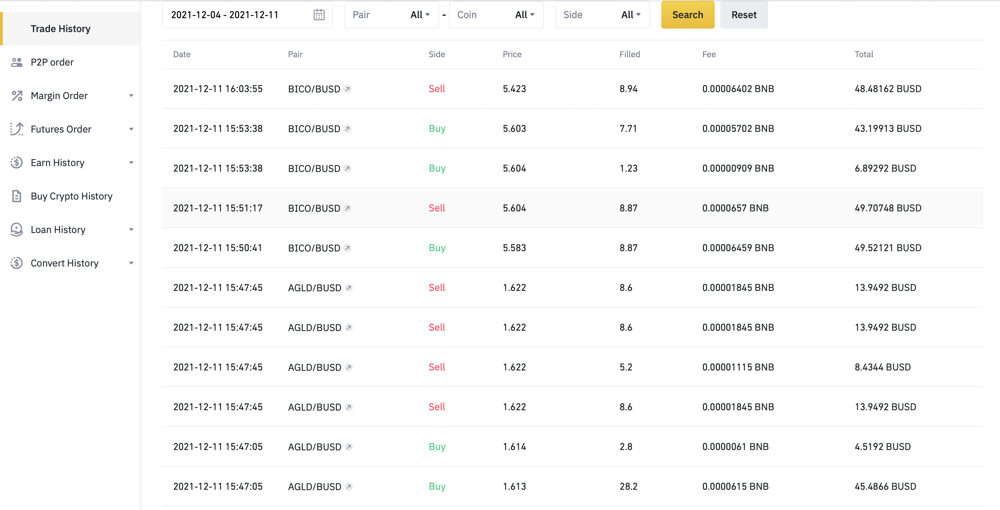 2021-12-04 - 2021-12-11 Pair All - Coin All Side All Search Reset
Trade History
P2P order
Margin Order
Futures Order
Earn History
Buy Crypto History
Loan History
Convert History
Date Pair Side Price Filled Fee Total
2021-12-11 16:03:55 BICO/BUSD Sell 5.423 8.94 0.00006402 BNB 48.48162 BUSD
2021-12-11 15:53:38 BICO/BUSD Buy 5.603 7.71 0.00005702 BNB 43.19913 BUSD
2021-12-11 15:53:38 BICO/BUSD Buy 5.604 1.23 0.00000909 BNB 6.89292 BUSD
2021-12-11 15:51:17 BICO/BUSD Sell 5.604 8.87 0.0000657 BNB 49.70748 BUSD
2021-12-11 15:50:41 BICO/BUSD Buy 5.583 8.87 0.00006459 BNB 49.52121 BUSD
2021-12-11 15:47:45 AGLD/BUSD Sell 1.622 8.6 0.00001845 BNB 13.9492 BUSD
2021-12-11 15:47:45 AGLD/BUSD Sell 1.622 8.6 0.00001845 BNB 13.9492 BUSD
2021-12-11 15:47:45 AGLD/BUSD Sell 1.622 5.2 0.00001115 BNB 8.4344 BUSD
2021-12-11 15:47:45 AGLD/BUSD Sell 1.622 8.6 0.00001845 BNB 13.9492 BUSD
2021-12-11 15:47:05 AGLD/BUSD Buy 1.614 2.8 0.0000061 BNB 4.5192 BUSD
2021-12-11 15:47:05 AGLD/BUSD Buy 1.613 28.2 0.0000615 BNB 45.4866 BUSD